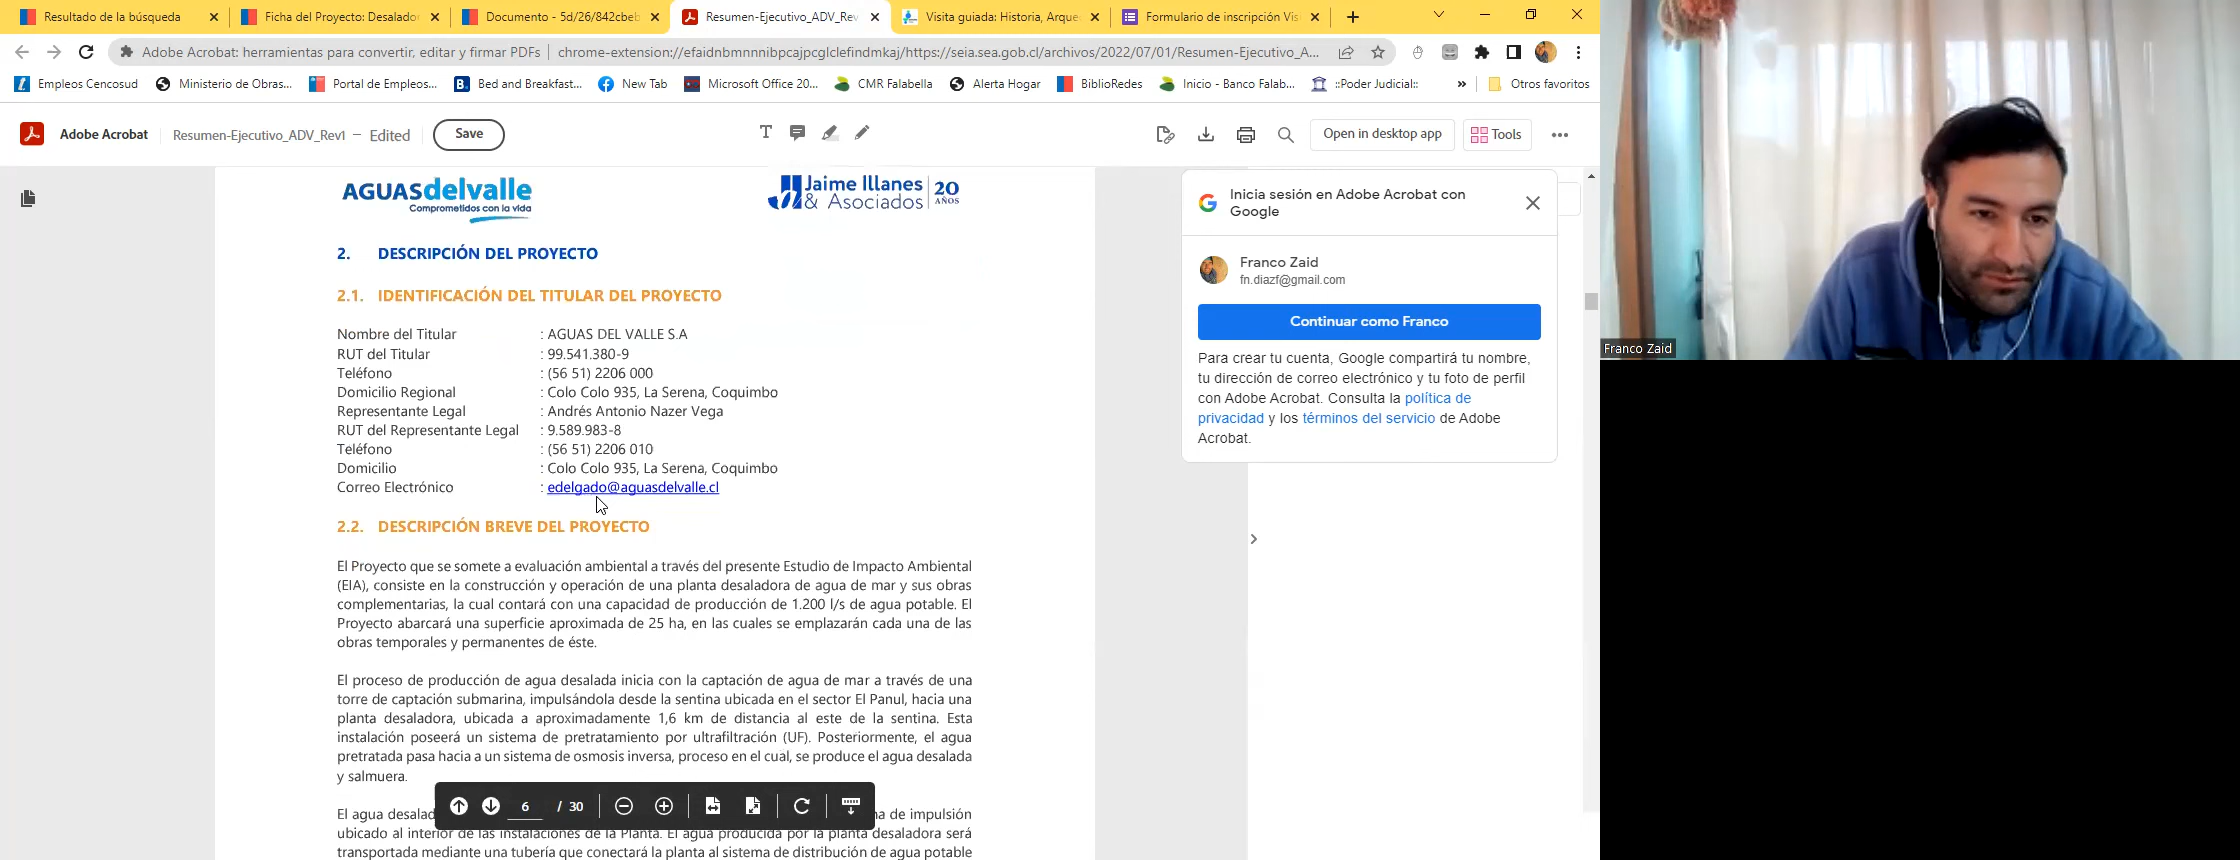 Resultado de la búsqueda
Ficha del Proyecto: Desalador
Documento - 5d/26/842cbeb
Resumen-Ejecutivo_ADV_Rev
Visita guiada: Historia, Arque
Formulario de inscripción Vis
Adobe Acrobat: herramientas para convertir, editar y firmar PDFs | chrome-extension://efaidnbmnnnibpcajpcglclefindmkaj/https://seia.sea.gob.cl/archivos/2022/07/01/Resumen-Ejecutivo_A...
Empleos Cencosud
Ministerio de Obras...
Portal de Empleos...
Bed and Breakfast...
New Tab
Microsoft Office 20...
CMR Falabella
Alerta Hogar
BiblioRedes
Inicio - Banco Falab...
::Poder Judicial::
»
Otros favoritos
Adobe Acrobat
Resumen-Ejecutivo_ADV_Rev1 – Edited
Save
Open in desktop app
Tools
AGUASdelvalle
Comprometidos con la vida
Jaime Illanes
& Asociados
20
AÑOS
2. DESCRIPCIÓN DEL PROYECTO
2.1. IDENTIFICACIÓN DEL TITULAR DEL PROYECTO
Nombre del Titular : AGUAS DEL VALLE S.A
RUT del Titular : 99.541.380-9
Teléfono : (56 51) 2206 000
Domicilio Regional : Colo Colo 935, La Serena, Coquimbo
Representante Legal : Andrés Antonio Nazer Vega
RUT del Representante Legal : 9.589.983-8
Teléfono : (56 51) 2206 010
Domicilio : Colo Colo 935, La Serena, Coquimbo
Correo Electrónico : edelgado@aguasdelvalle.cl
2.2. DESCRIPCIÓN BREVE DEL PROYECTO
El Proyecto que se somete a evaluación ambiental a través del presente Estudio de Impacto Ambiental
(EIA), consiste en la construcción y operación de una planta desaladora de agua de mar y sus obras
complementarias, la cual contará con una capacidad de producción de 1.200 l/s de agua potable. El
Proyecto abarcará una superficie aproximada de 25 ha, en las cuales se emplazarán cada una de las
obras temporales y permanentes de éste.
El proceso de producción de agua desalada inicia con la captación de agua de mar a través de una
torre de captación submarina, impulsándola desde la sentina ubicada en el sector El Panul, hacia una
planta desaladora, ubicada a aproximadamente 1,6 km de distancia al este de la sentina. Esta
instalación poseerá un sistema de pretratamiento por ultrafiltración (UF). Posteriormente, el agua
pretratada pasa hacia a un sistema de osmosis inversa, proceso en el cual, se produce el agua desalada
y salmuera.
El agua desalad
de impulsión
ubicado al interior de las instalaciones de la Planta. El agua producida por la planta desaladora será
transportada mediante una tubería que conectará la planta al sistema de distribución de agua potable
6 / 30
Inicia sesión en Adobe Acrobat con
Google
Franco Zaid
fn.diazf@gmail.com
Continuar como Franco
Para crear tu cuenta, Google compartirá tu nombre,
tu dirección de correo electrónico y tu foto de perfil
con Adobe Acrobat. Consulta la política de
privacidad y los términos del servicio de Adobe
Acrobat.
Franco Zaid